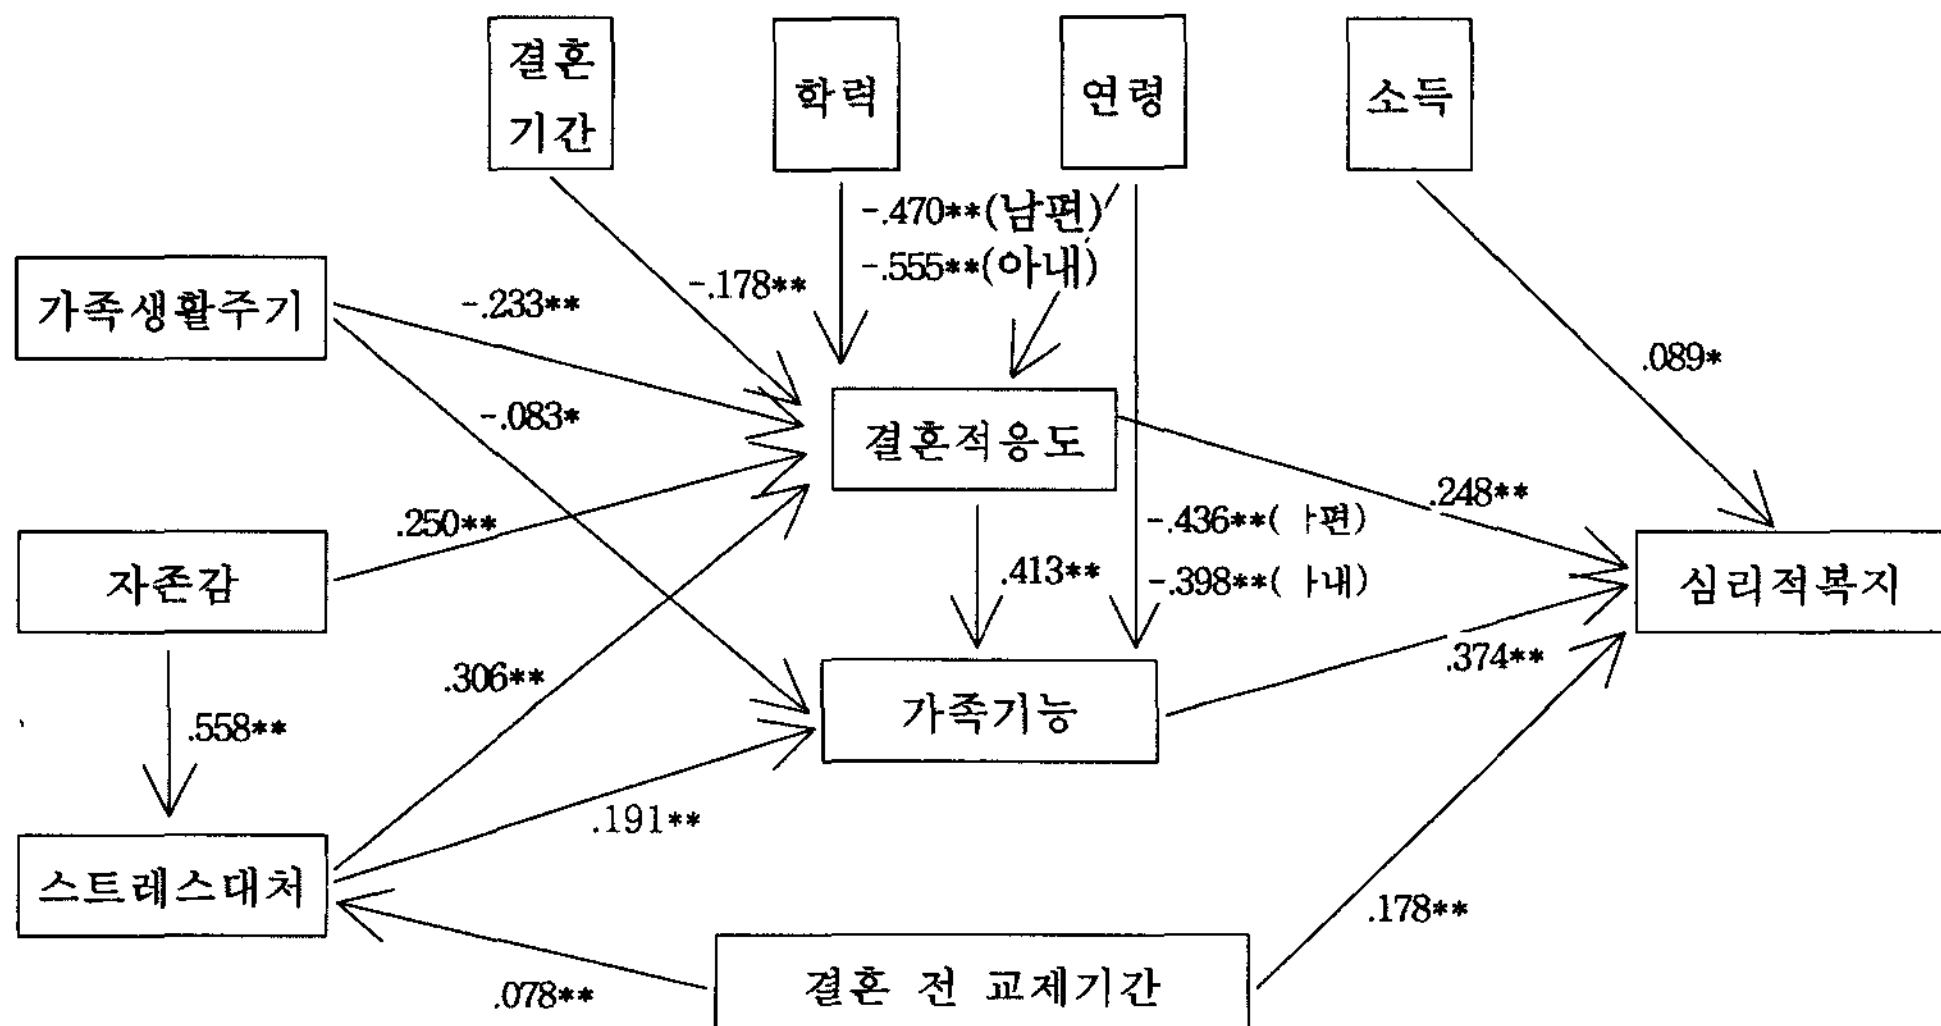 결혼
기간
학력
연령
소득
-.470**(남편)
-.555**(아내)
-.178**
가족생활주기
-.233**
.089*
-.083*
결혼적응도
.250**
.248**
-.436**(
편)
자존감
.413**
-.398**(
내)
심리적복지
.306**
.374**
.558**
가족기능
.191**
스트레스대처
.178**
.078**
결혼 전 교제기간